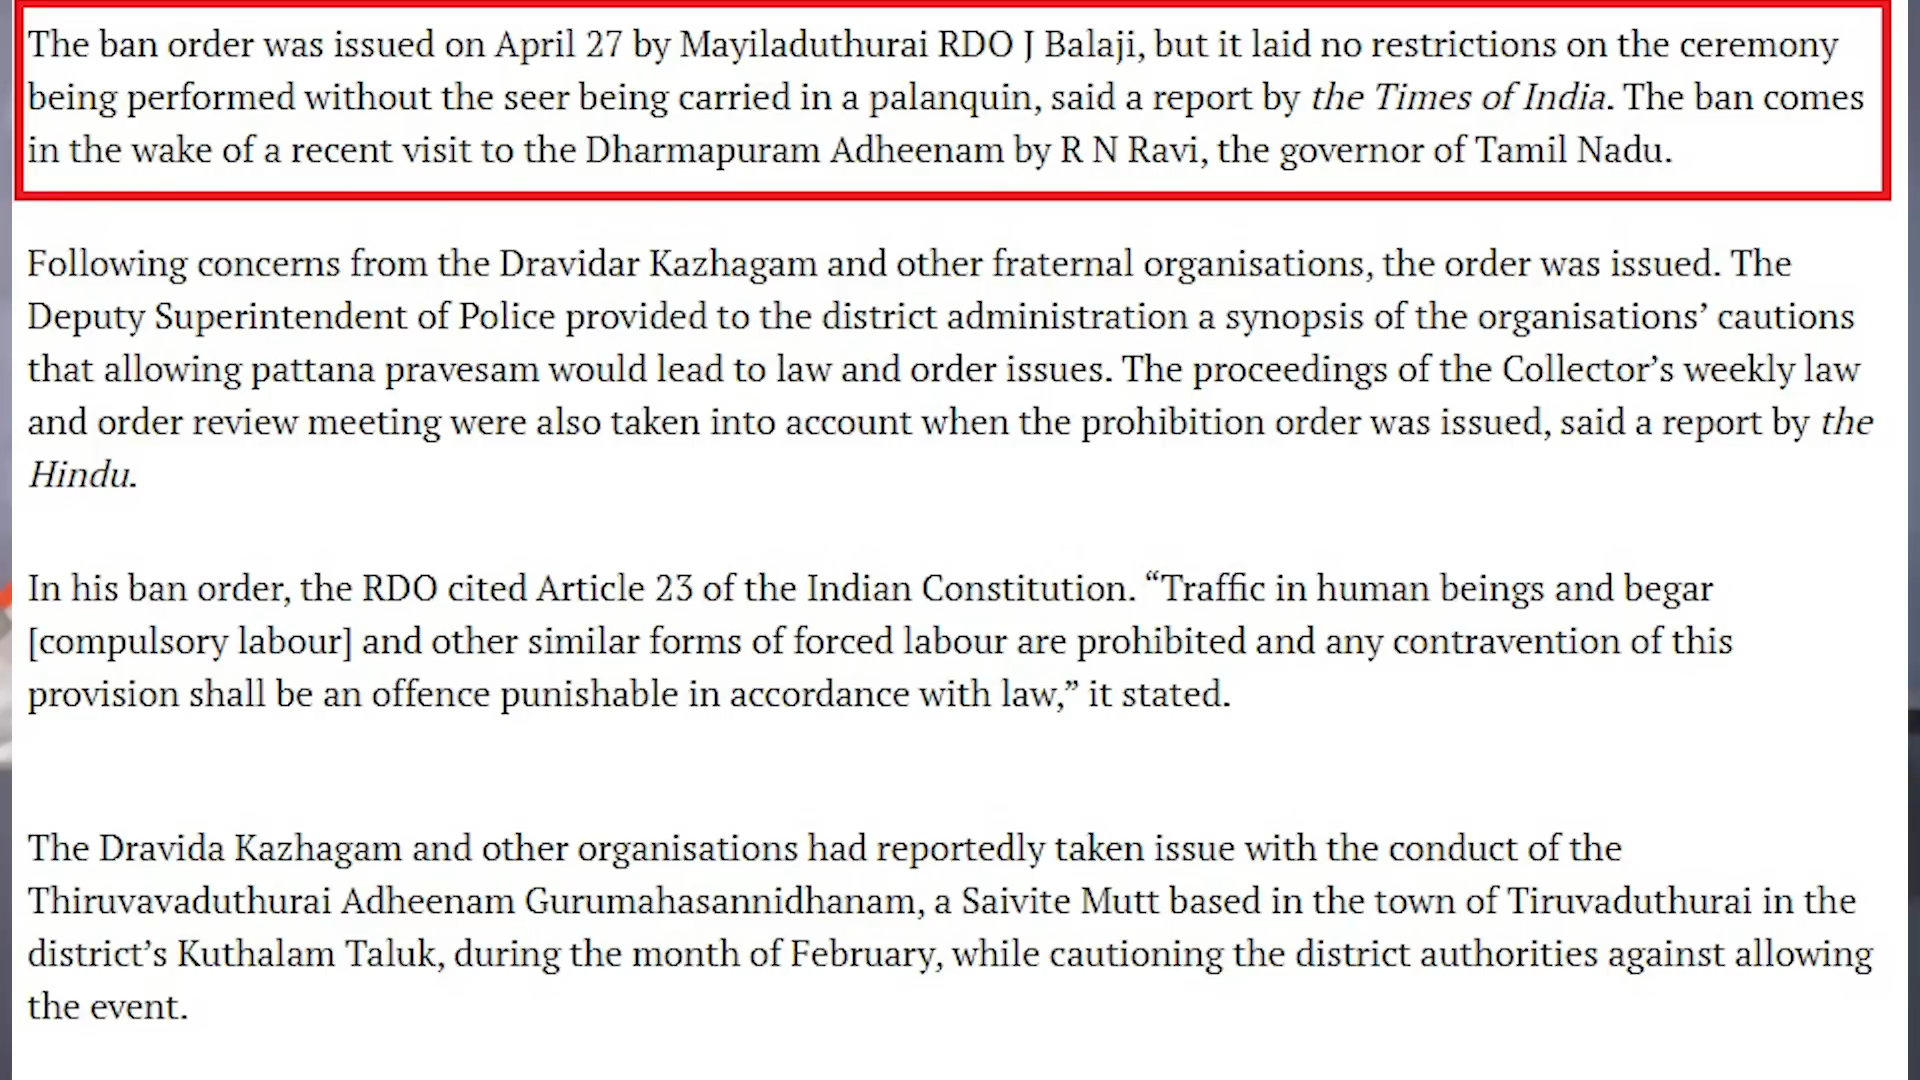 The ban order was issued on April 27 by Mayiladuthurai RDO J Balaji, but it laid no restrictions on the ceremony
being performed without the seer being carried in a palanquin, said a report by the Times of India. The ban comes
in the wake of a recent visit to the Dharmapuram Adheenam by R N Ravi, the governor of Tamil Nadu.
Following concerns from the Dravidar Kazhagam and other fraternal organisations, the order was issued. The
Deputy Superintendent of Police provided to the district administration a synopsis of the organisations’ cautions
that allowing pattana pravesam would lead to law and order issues. The proceedings of the Collector’s weekly law
and order review meeting were also taken into account when the prohibition order was issued, said a report by the
Hindu.
In his ban order, the RDO cited Article 23 of the Indian Constitution. “Traffic in human beings and begar
[compulsory labour] and other similar forms of forced labour are prohibited and any contravention of this
provision shall be an offence punishable in accordance with law,” it stated.
The Dravida Kazhagam and other organisations had reportedly taken issue with the conduct of the
Thiruvavaduthurai Adheenam Gurumahasannidhanam, a Saivite Mutt based in the town of Tiruvaduthurai in the
district’s Kuthalam Taluk, during the month of February, while cautioning the district authorities against allowing
the event.